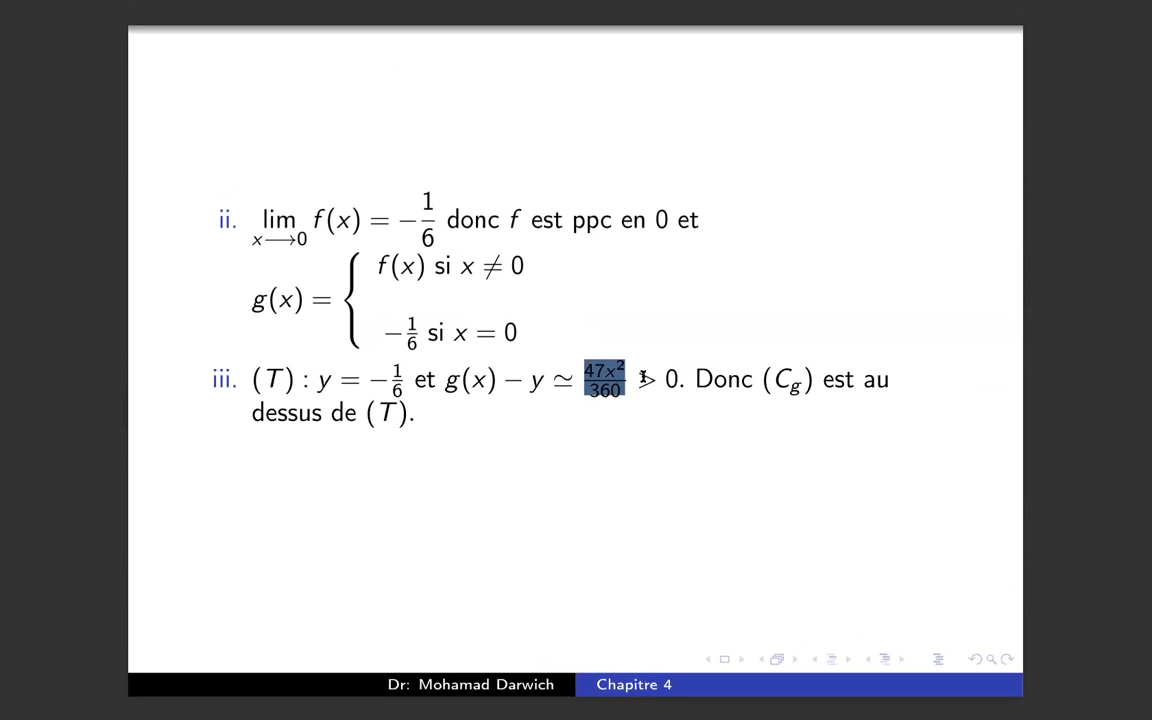 ii. lim x⟶0 f(x) = −1/6 donc f est ppc en 0 et
g(x) = { f(x) si x ≠ 0
−1/6 si x = 0
iii. (T) : y = −1/6 et g(x) − y ≃ 47x²/360 > 0. Donc (C_g) est au
dessus de (T).
Dr: Mohamad Darwich Chapitre 4